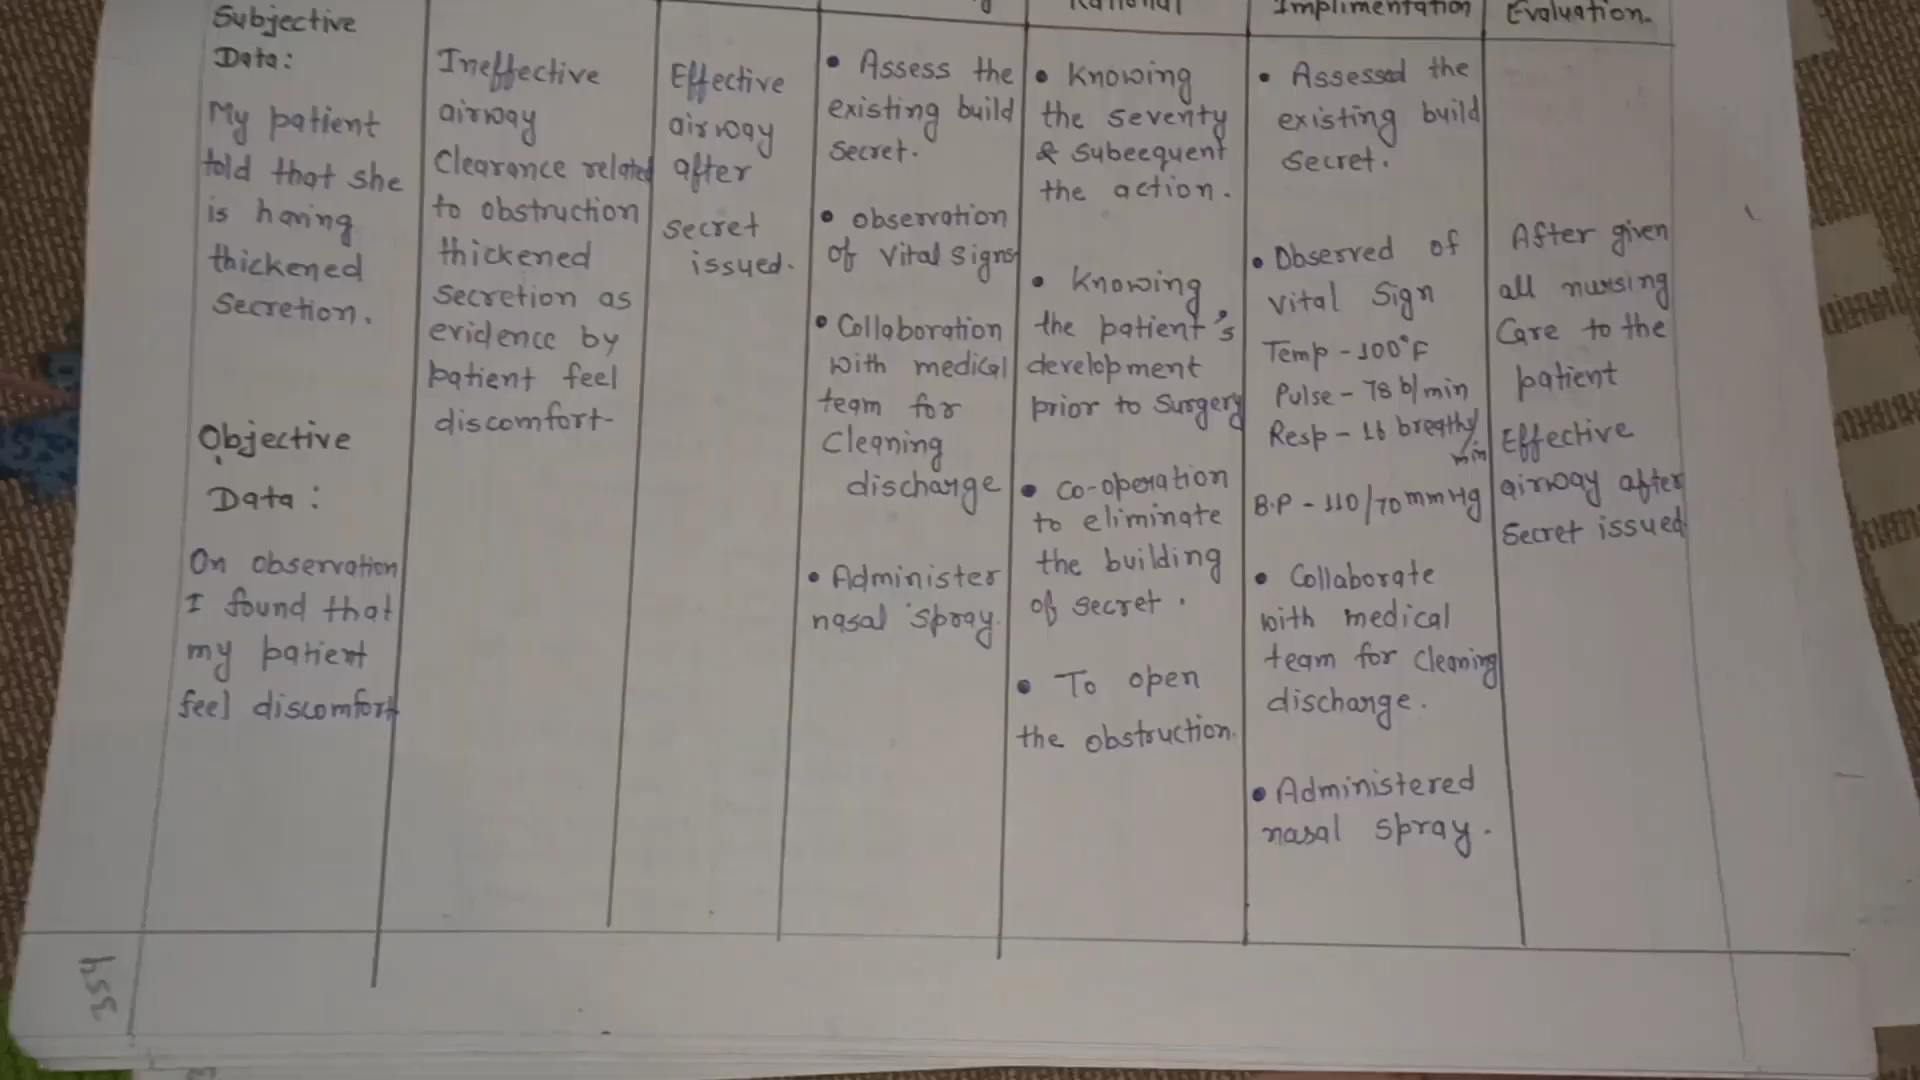 Rational
Implimentation
Evaluation.
Subjective
Data:
My patient
told that she
is having
thickened
Secretion.
Objective
Data:
On observation
I found that
my patient
feel discomfort
Ineffective
airway
Clearance related
to obstruction
thickened
Secretion as
evidence by
patient feel
discomfort-
Effective
airway
after
secret
issued.
• Assess the
existing build
secret.
• observation
of Vital Signs
• Collaboration
with medical
team for
Cleaning
discharge
• Administer
nasal spray.
• Knowing
the seventy
& subeequent
the action.
• Knowing
the patient's
development
prior to Surgery
• Co-operation
to eliminate
the building
of secret.
• To open
the obstruction.
• Assessed the
existing build
secret.
• Observed of
vital Sign
Temp - 100°F
Pulse - 78 b/min
Resp - 16 breathy/
min
B.P - 110/70 mmHg
• Collaborate
with medical
team for Cleaning
discharge.
• Administered
nasal spray.
After given
all nursing
Care to the
patient
Effective
airway after
Secret issued
354